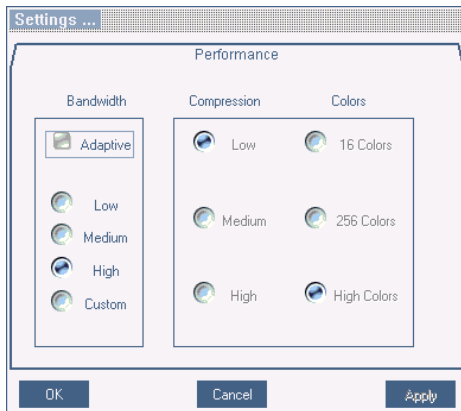 Settings ...
Performance
Bandwidth
Adaptive
Low
Medium
High
Custom
Compression
Low
Medium
High
Colors
16 Colors
256 Colors
High Colors
OK
Cancel
Apply